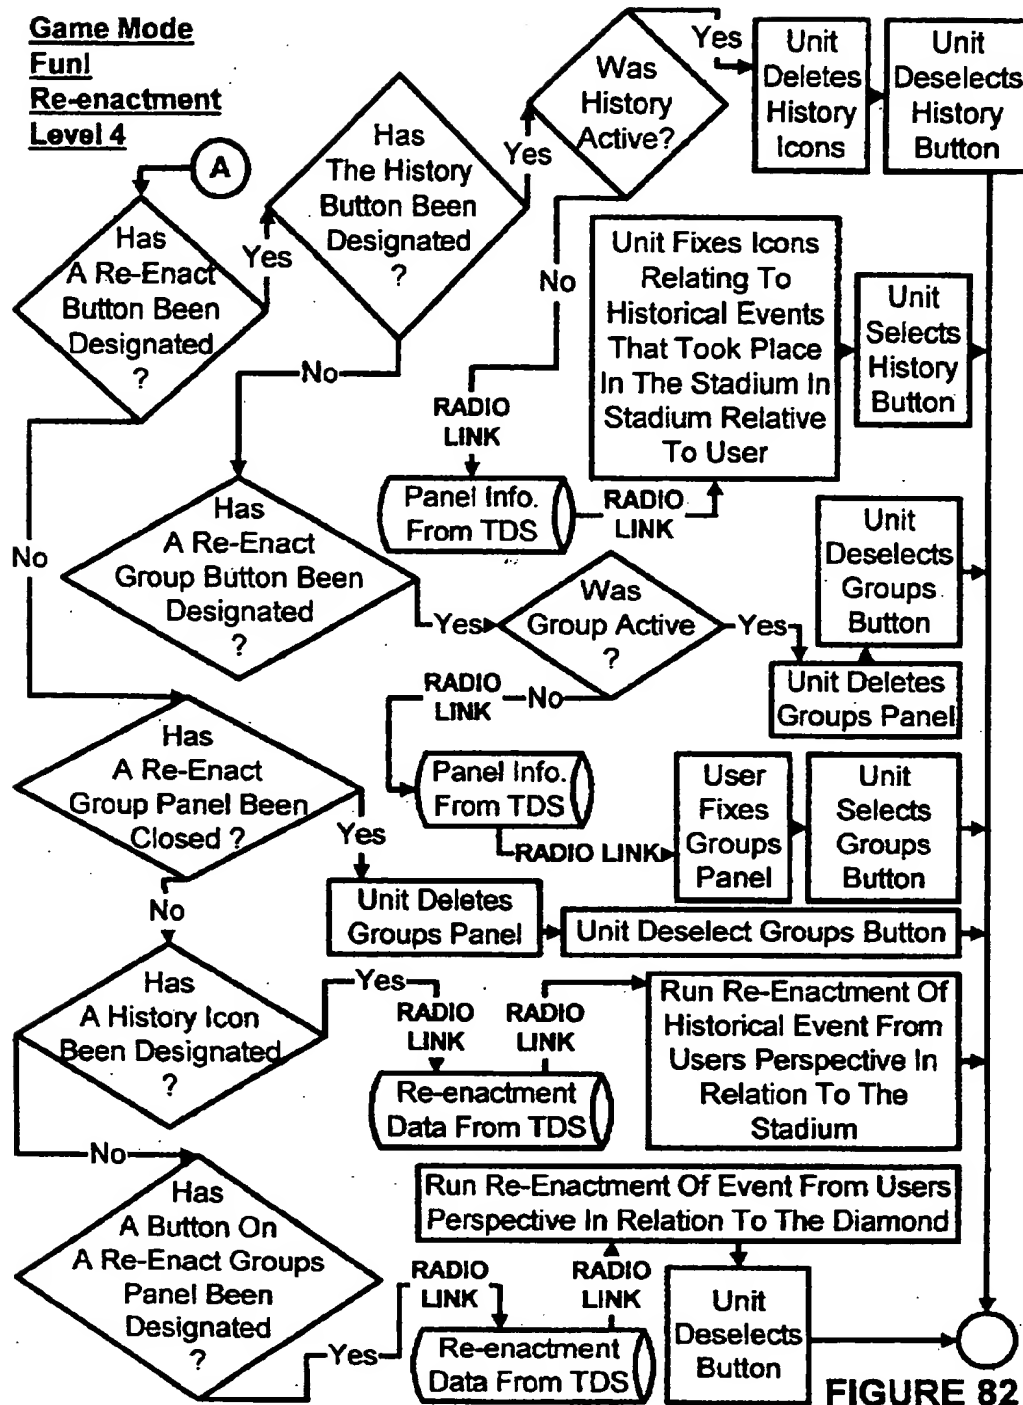 Game Mode
Fun!
Re-enactment
Level 4
A
Has
A Re-Enact
Button Been
Designated
?
Yes
No
Has
The History
Button Been
Designated
?
Yes
No
Was
History
Active?
Yes
No
Unit
Deletes
History
Icons
Unit
Deselects
History
Button
RADIO
LINK
Panel Info.
From TDS
RADIO
LINK
Unit Fixes Icons
Relating To
Historical Events
That Took Place
In The Stadium In
Stadium Relative
To User
Unit
Selects
History
Button
Has
A Re-Enact
Group Button Been
Designated
?
Yes
Was
Group Active
?
Yes
No
Unit Deletes
Groups Panel
Unit
Deselects
Groups
Button
RADIO
LINK
Panel Info.
From TDS
RADIO LINK
User
Fixes
Groups
Panel
Unit
Selects
Groups
Button
Has
A Re-Enact
Group Panel Been
Closed ?
Yes
No
Unit Deletes
Groups Panel
Unit Deselect Groups Button
Has
A History Icon
Been Designated
?
Yes
No
RADIO
LINK
Re-enactment
Data From TDS
RADIO
LINK
Run Re-Enactment Of
Historical Event From
Users Perspective In
Relation To The
Stadium
Has
A Button On
A Re-Enact Groups
Panel Been
Designated
?
Yes
RADIO
LINK
Re-enactment
Data From TDS
RADIO
LINK
Run Re-Enactment Of Event From Users
Perspective In Relation To The Diamond
Unit
Deselects
Button
FIGURE 82